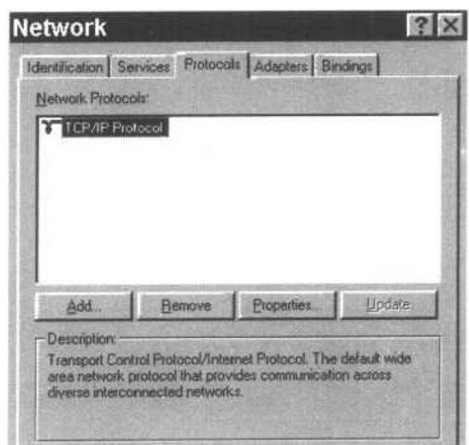 Network
Identification Services Protocols Adapters Bindings
Network Protocols:
TCP/IP Protocol
Add... Remove Properties... Update
Description:
Transport Control Protocol/Internet Protocol. The default wide
area network protocol that provides communication across
diverse interconnected networks.